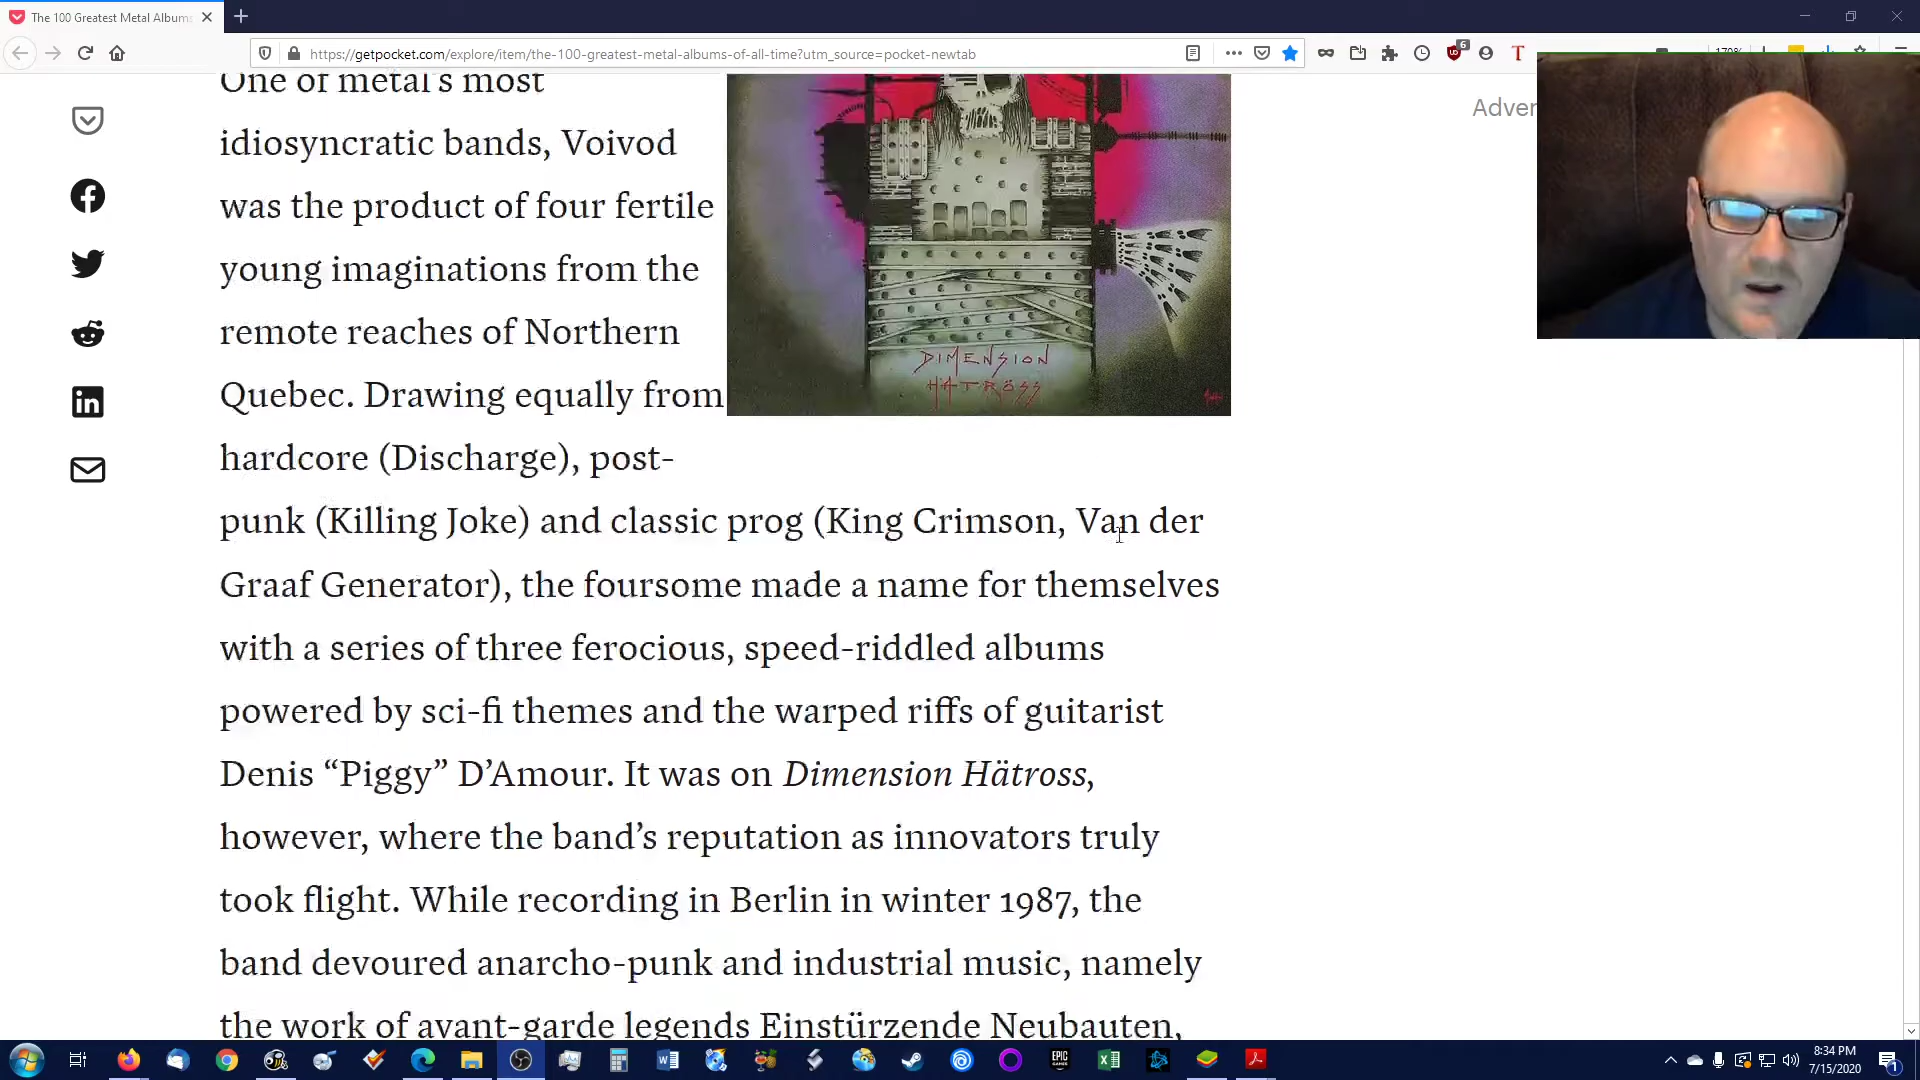 The 100 Greatest Metal Albums
https://getpocket.com/explore/item/the-100-greatest-metal-albums-of-all-time?utm_source=pocket-newtab
6
170%
One of metal's most
idiosyncratic bands, Voivod
was the product of four fertile
young imaginations from the
remote reaches of Northern
Quebec. Drawing equally from
hardcore (Discharge), post-
punk (Killing Joke) and classic prog (King Crimson, Van der
Graaf Generator), the foursome made a name for themselves
with a series of three ferocious, speed-riddled albums
powered by sci-fi themes and the warped riffs of guitarist
Denis “Piggy” D’Amour. It was on Dimension Hätross,
however, where the band’s reputation as innovators truly
took flight. While recording in Berlin in winter 1987, the
band devoured anarcho-punk and industrial music, namely
the work of avant-garde legends Einstürzende Neubauten,
DIMENSION
HÄTRÖSS
Adver
8:34 PM
7/15/2020
1